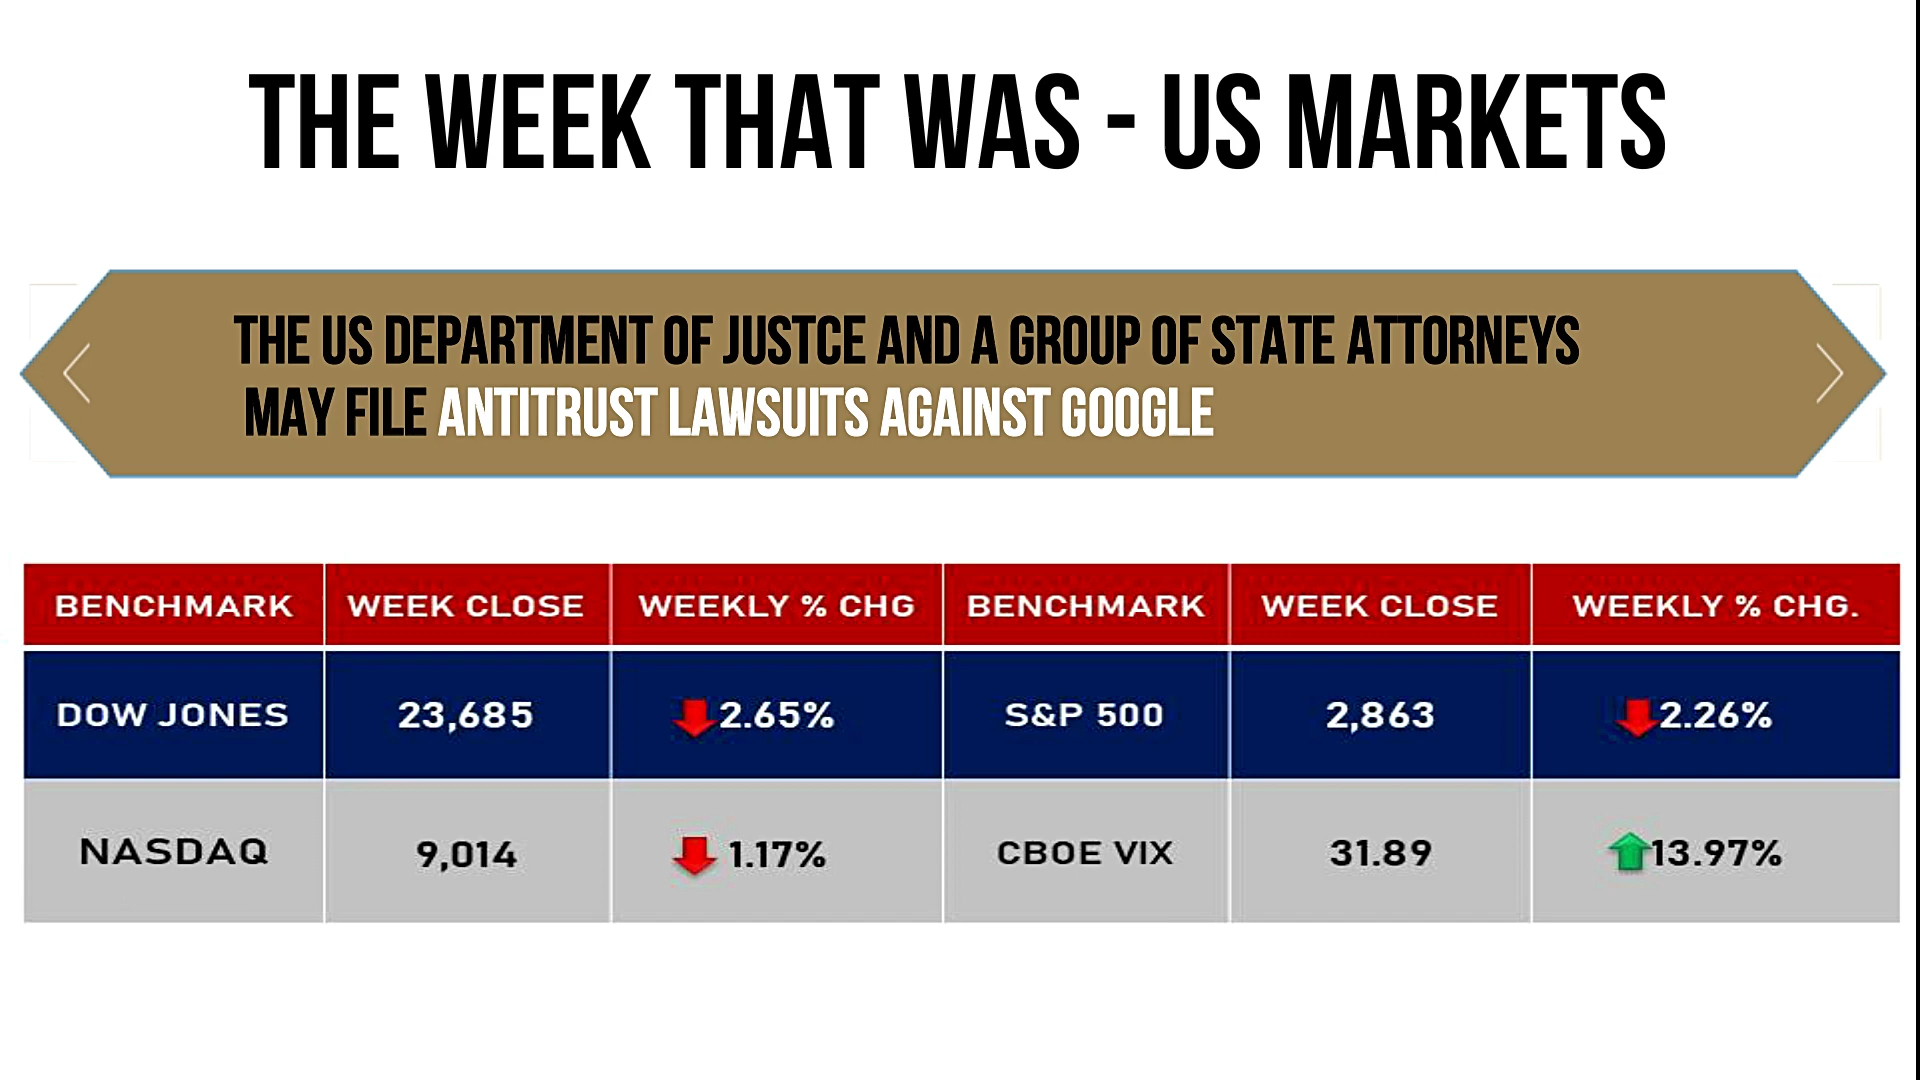 THE WEEK THAT WAS - US MARKETS
THE US DEPARTMENT OF JUSTCE AND A GROUP OF STATE ATTORNEYS
MAY FILE ANTITRUST LAWSUITS AGAINST GOOGLE
BENCHMARK WEEK CLOSE WEEKLY % CHG BENCHMARK WEEK CLOSE WEEKLY % CHG.
DOW JONES 23,685 2.65% S&P 500 2,863 2.26%
NASDAQ 9,014 1.17% CBOE VIX 31.89 13.97%